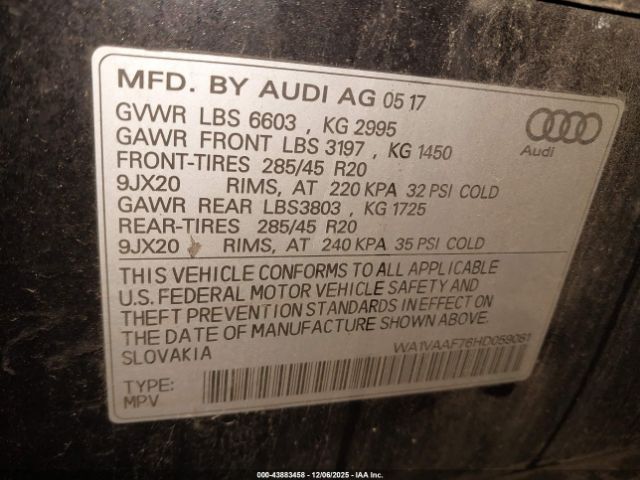 MFD. BY AUDI AG 05 17
GVWR LBS 6603 , KG 2995
GAWR FRONT LBS 3197 , KG 1450
FRONT-TIRES 285/45 R20
9JX20 RIMS, AT 220 KPA 32 PSI COLD
GAWR REAR LBS3803 , KG 1725
REAR-TIRES 285/45 R20
9JX20 RIMS, AT 240 KPA 35 PSI COLD
Audi
THIS VEHICLE CONFORMS TO ALL APPLICABLE
U.S. FEDERAL MOTOR VEHICLE SAFETY AND
THEFT PREVENTION STANDARDS IN EFFECT ON
THE DATE OF MANUFACTURE SHOWN ABOVE.
SLOVAKIA
WA1VAAF76HD059081
TYPE:
MPV
000-43883458 - 12/06/2025 - IAA Inc.